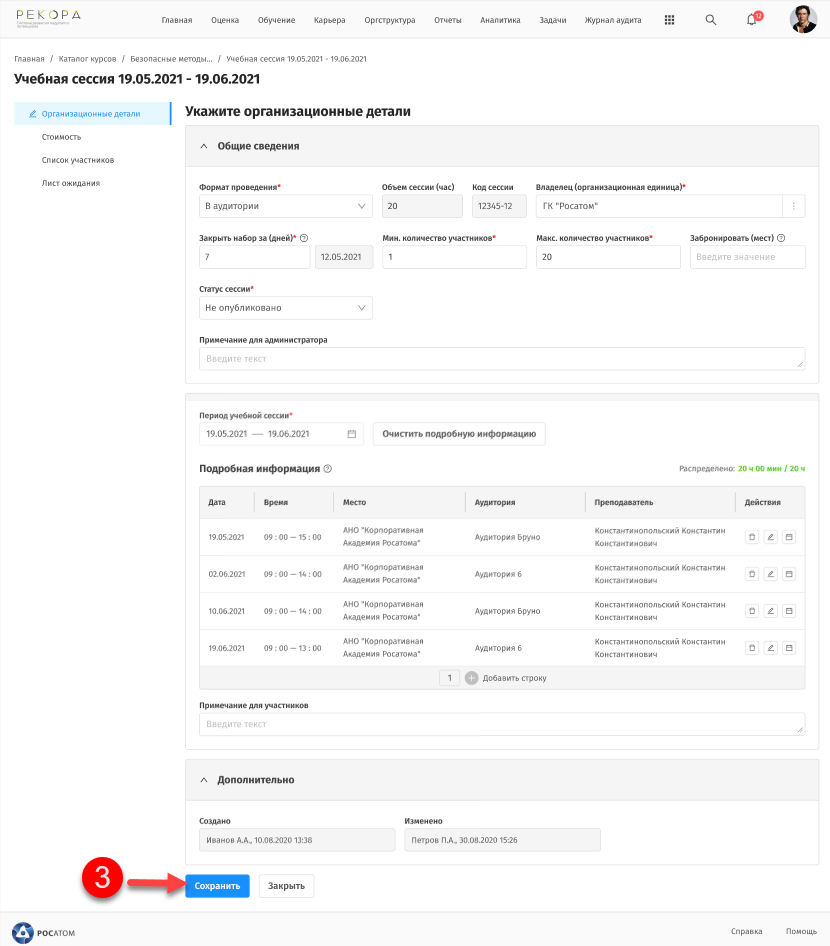 РЕКОРА
Главная Оценка Обучение Карьера Оргструктура Отчеты Аналитика Задачи Журнал аудита 12
Главная / Каталог курсов / Безопасные методы... / Учебная сессия 19.05.2021 - 19.06.2021
Учебная сессия 19.05.2021 - 19.06.2021
Организационные детали
Стоимость
Список участников
Лист ожидания
Укажите организационные детали
Общие сведения
Формат проведения* Объем сессии (час) Код сессии Владелец (организационная единица)*
В аудитории 20 12345-12 ГК "Росатом"
Закрыть набор за (дней)* Мин. количество участников* Макс. количество участников* Забронировать (мест)
7 12.05.2021 1 20 Введите значение
Статус сессии*
Не опубликовано
Примечание для администратора
Введите текст
Период учебной сессии*
19.05.2021 — 19.06.2021 Очистить подробную информацию
Подробная информация Распределено: 20 ч 00 мин / 20 ч
Дата Время Место Аудитория Преподаватель Действия
19.05.2021 09 : 00 — 15 : 00 АНО "Корпоративная Академия Росатома" Аудитория Бруно Константинопольский Константин Константинович
02.06.2021 09 : 00 — 14 : 00 АНО "Корпоративная Академия Росатома" Аудитория 6 Константинопольский Константин Константинович
10.06.2021 09 : 00 — 14 : 00 АНО "Корпоративная Академия Росатома" Аудитория Бруно Константинопольский Константин Константинович
19.06.2021 09 : 00 — 13 : 00 АНО "Корпоративная Академия Росатома" Аудитория 6 Константинопольский Константин Константинович
1 Добавить строку
Примечание для участников
Введите текст
Дополнительно
Создано Изменено
Иванов А.А., 10.08.2020 13:38 Петров П.А., 30.08.2020 15:26
3 Сохранить Закрыть
РОСАТОМ Справка Помощь